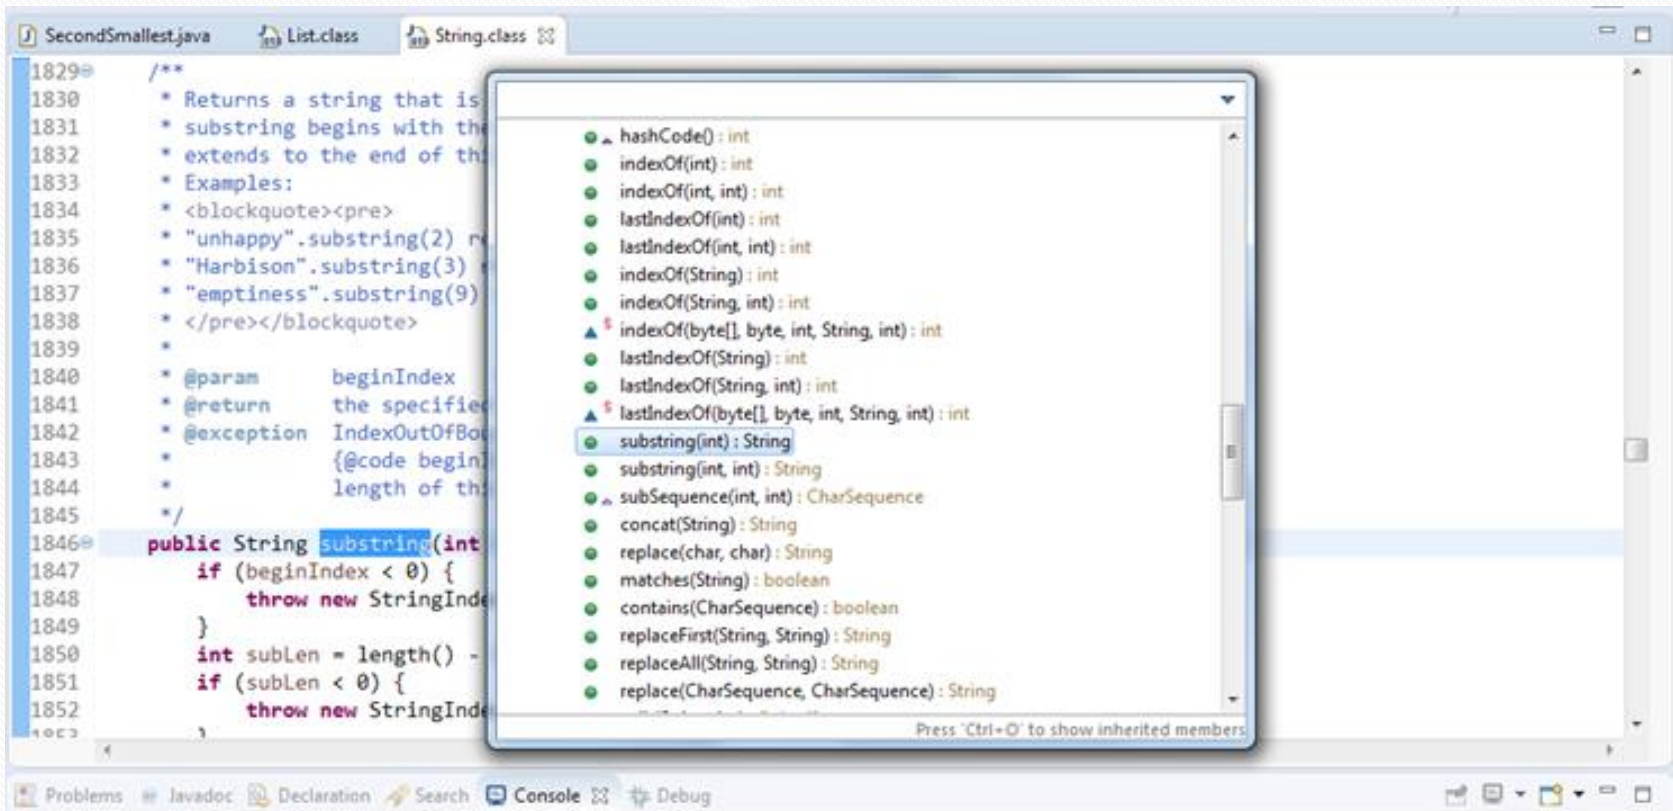 SecondSmallest.java List.class String.class
1829 /**
1830 * Returns a string that is
1831 * substring begins with the
1832 * extends to the end of thi
1833 * Examples:
1834 * <blockquote><pre>
1835 * "unhappy".substring(2) re
1836 * "Harbison".substring(3)
1837 * "emptiness".substring(9)
1838 * </pre></blockquote>
1839 *
1840 * @param beginIndex
1841 * @return the specified
1842 * @exception IndexOutOfBou
1843 * {@code begin
1844 * length of thi
1845 */
1846 public String substring(int
1847 if (beginIndex < 0) {
1848 throw new StringInde
1849 }
1850 int subLen = length() -
1851 if (subLen < 0) {
1852 throw new StringInde
1853 }
hashCode() : int
indexOf(int) : int
indexOf(int, int) : int
lastIndexOf(int) : int
lastIndexOf(int, int) : int
indexOf(String) : int
indexOf(String, int) : int
indexOf(byte[], byte, int, String, int) : int
lastIndexOf(String) : int
lastIndexOf(String, int) : int
lastIndexOf(byte[], byte, int, String, int) : int
substring(int) : String
substring(int, int) : String
subSequence(int, int) : CharSequence
concat(String) : String
replace(char, char) : String
matches(String) : boolean
contains(CharSequence) : boolean
replaceFirst(String, String) : String
replaceAll(String, String) : String
replace(CharSequence, CharSequence) : String
Press 'Ctrl+O' to show inherited members
Problems Javadoc Declaration Search Console Debug